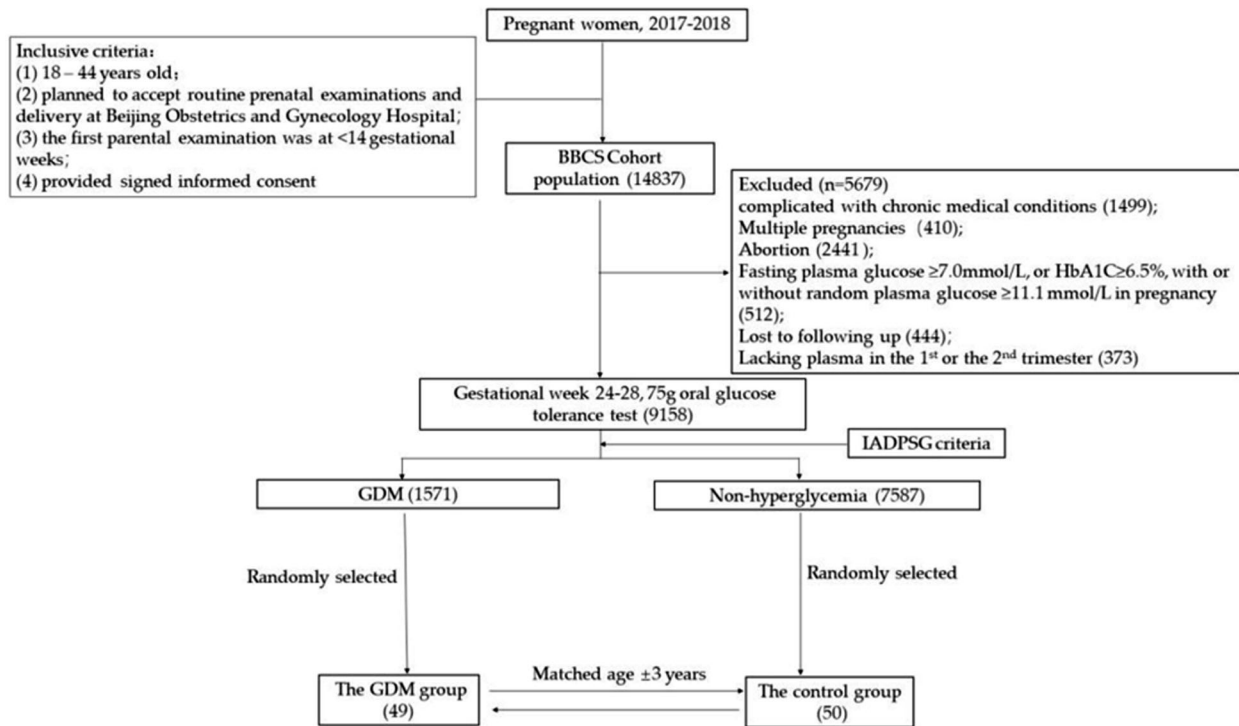 Pregnant women, 2017-2018
Inclusive criteria:
(1) 18 – 44 years old;
(2) planned to accept routine prenatal examinations and
delivery at Beijing Obstetrics and Gynecology Hospital;
(3) the first parental examination was at <14 gestational
weeks;
(4) provided signed informed consent
BBCS Cohort
population (14837)
Excluded (n=5679)
complicated with chronic medical conditions (1499);
Multiple pregnancies (410);
Abortion (2441);
Fasting plasma glucose ≥7.0mmol/L, or HbA1C≥6.5%, with or
without random plasma glucose ≥11.1 mmol/L in pregnancy
(512);
Lost to following up (444);
Lacking plasma in the 1st or the 2nd trimester (373)
Gestational week 24-28, 75g oral glucose
tolerance test (9158)
IADPSG criteria
GDM (1571)
Non-hyperglycemia (7587)
Randomly selected
Randomly selected
Matched age ±3 years
The GDM group
(49)
The control group
(50)